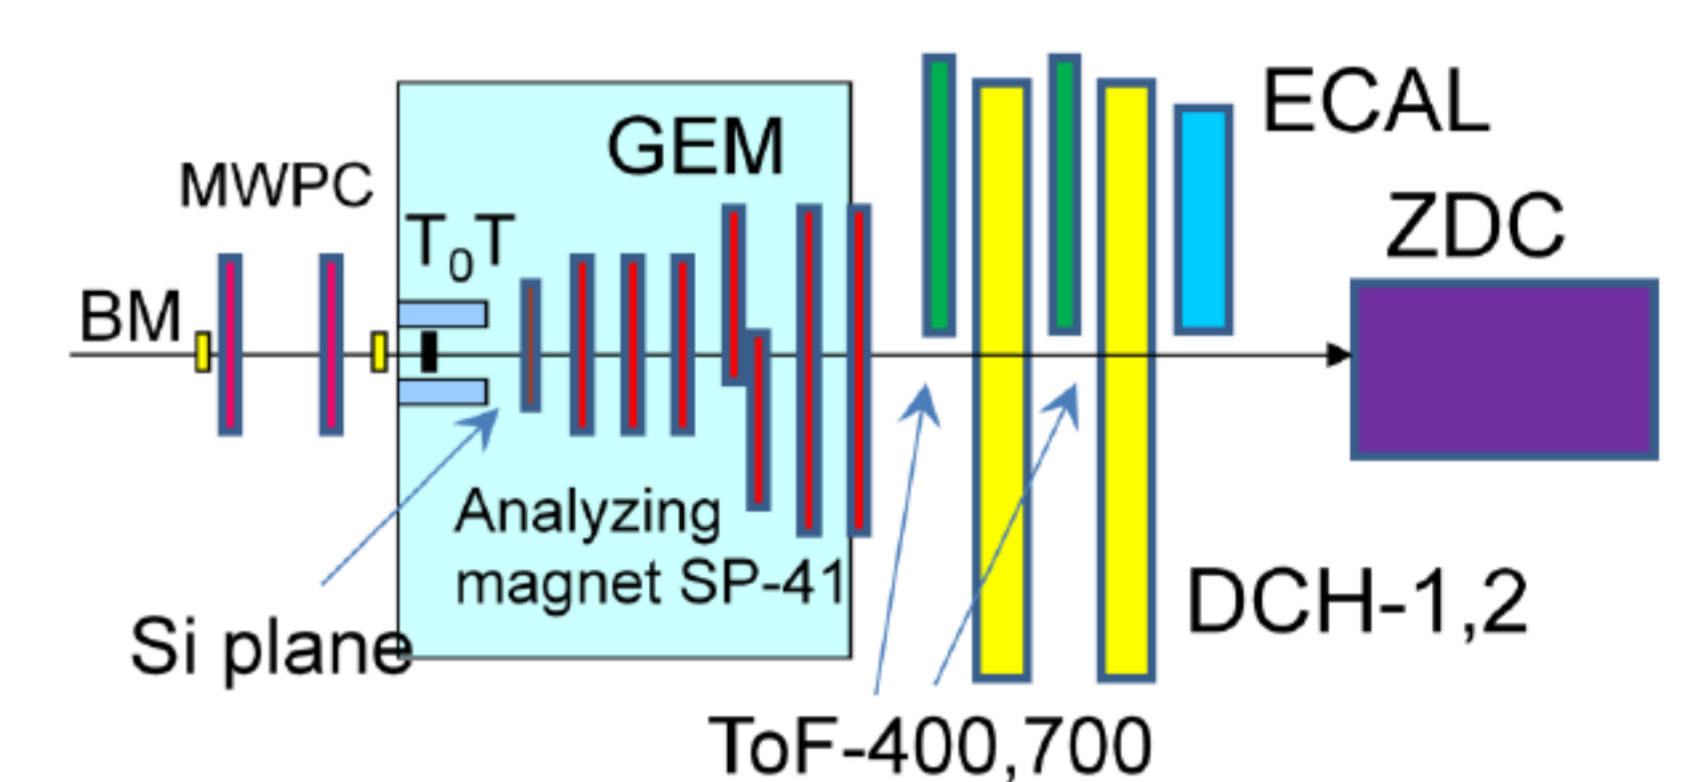 ECAL
GEM
MWPC
ZDC
T₀T
BM
Analyzing
magnet SP-41
DCH-1,2
Si plane
ToF-400,700